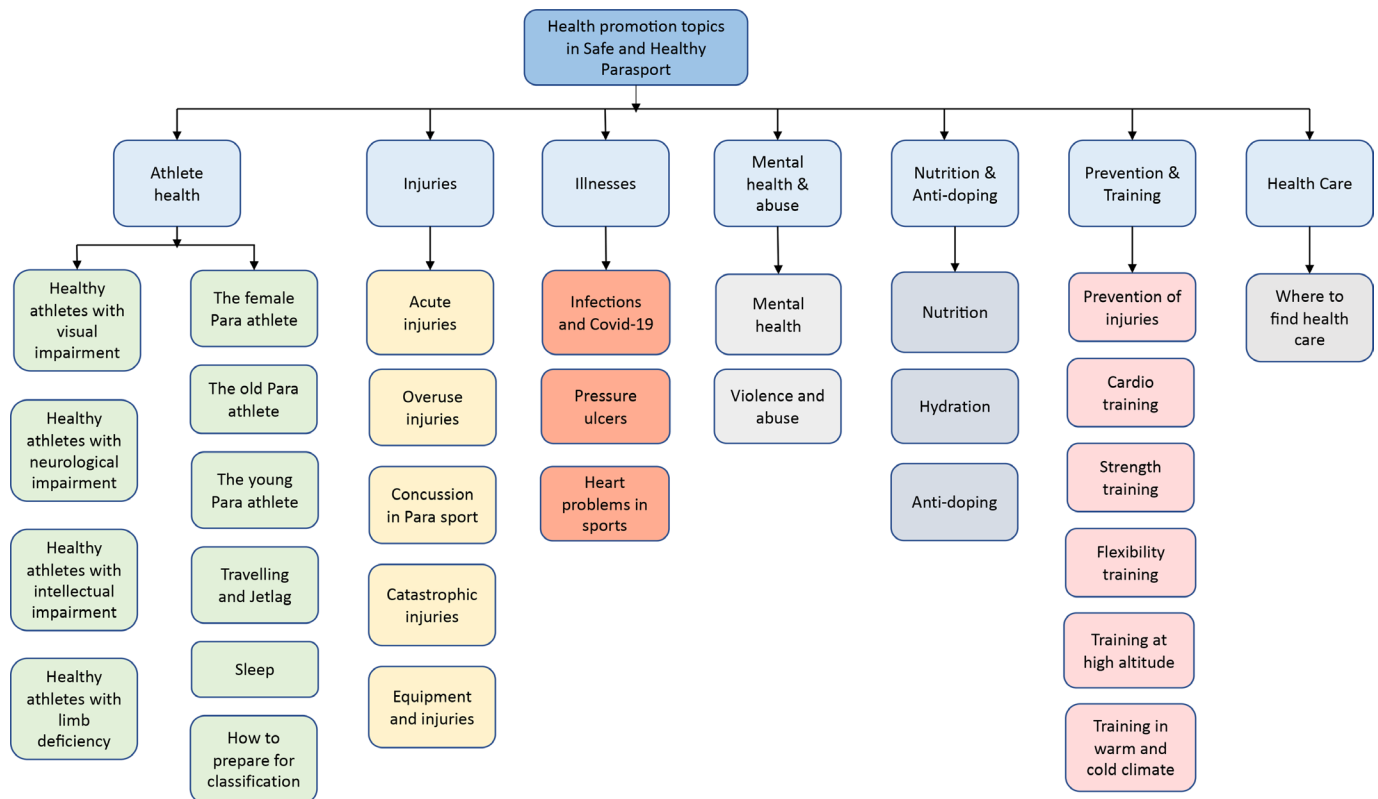 Health promotion topics
in Safe and Healthy
Parasport
Athlete
health
Injuries
Illnesses
Mental
health &
abuse
Nutrition &
Anti-doping
Prevention &
Training
Health Care
Healthy
athletes with
visual
impairment
Healthy
athletes with
neurological
impairment
Healthy
athletes with
intellectual
impairment
Healthy
athletes with
limb
deficiency
The female
Para athlete
The old Para
athlete
The young
Para athlete
Travelling
and Jetlag
Sleep
How to
prepare for
classification
Acute
injuries
Overuse
injuries
Concussion
in Para sport
Catastrophic
injuries
Equipment
and injuries
Infections
and Covid-19
Pressure
ulcers
Heart
problems in
sports
Mental
health
Violence and
abuse
Nutrition
Hydration
Anti-doping
Prevention of
injuries
Cardio
training
Strength
training
Flexibility
training
Training at
high altitude
Training in
warm and
cold climate
Where to
find health
care